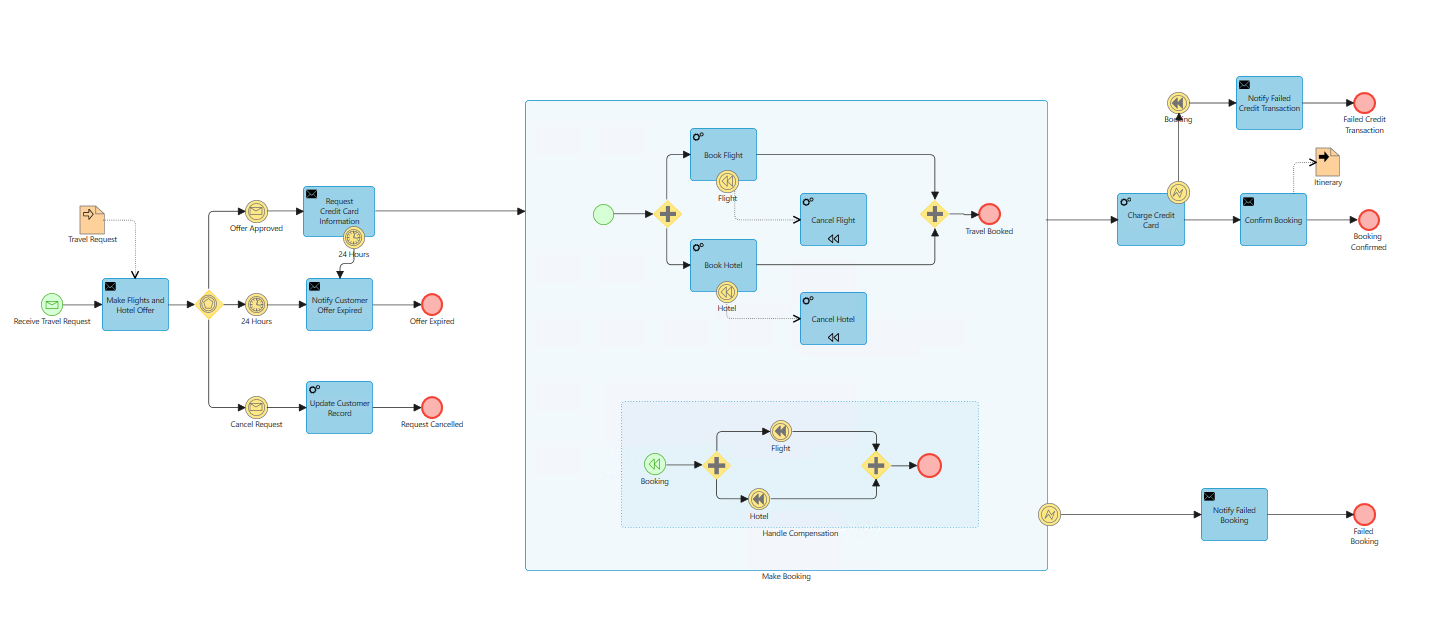 Travel Request
Receive Travel Request
Make Flights and
Hotel Offer
Offer Approved
Request
Credit Card
Information
24 Hours
24 Hours
Notify Customer
Offer Expired
Offer Expired
Cancel Request
Update Customer
Record
Request Cancelled
Book Flight
Flight
Cancel Flight
Book Hotel
Hotel
Cancel Hotel
Travel Booked
Booking
Flight
Hotel
Handle Compensation
Make Booking
Charge Credit
Card
Booking
Notify Failed
Credit Transaction
Failed Credit
Transaction
Itinerary
Confirm Booking
Booking
Confirmed
Notify Failed
Booking
Failed
Booking